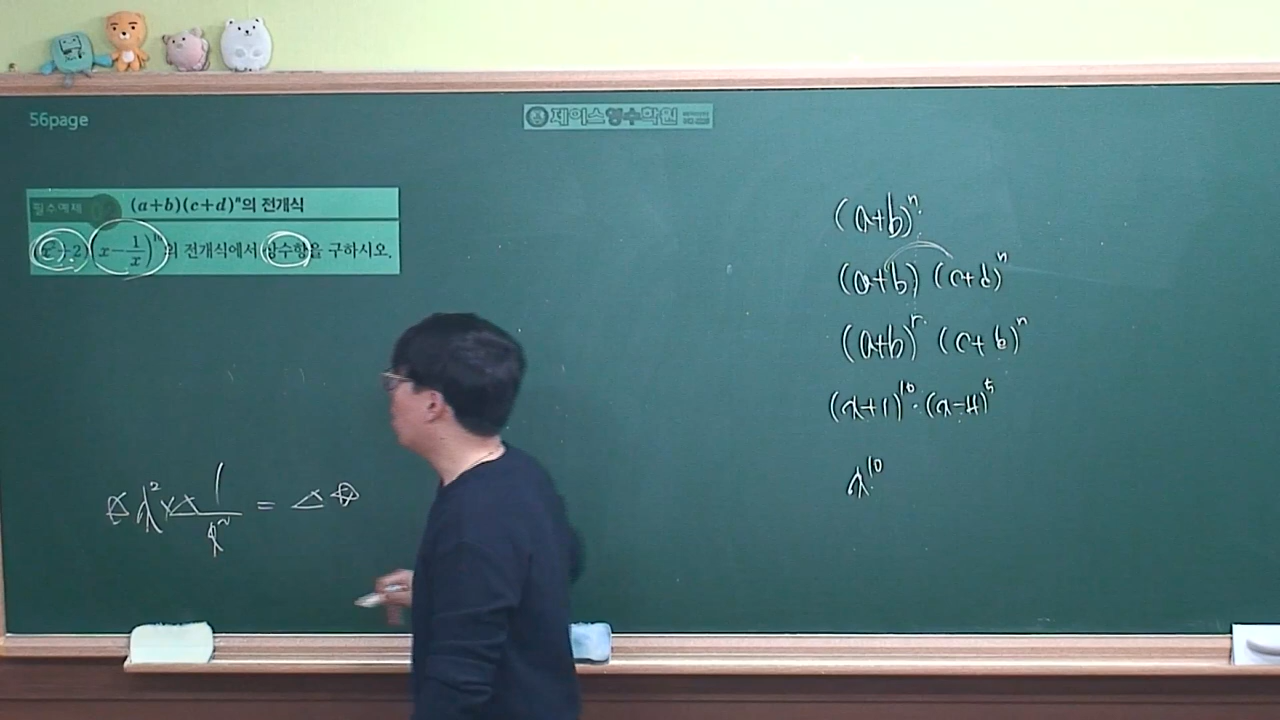 56page
제이스영수학원
필수예제
(a+b)(c+d)ⁿ의 전개식
(x²+2)(x-1/x)¹⁰의 전개식에서 상수항을 구하시오.
(a+b)ⁿ
(a+b)(c+d)ⁿ
(a+b)ʳ(c+b)ⁿ
(x+1)¹⁰·(x-4)⁵
x¹⁰
x²×△1/x²=△